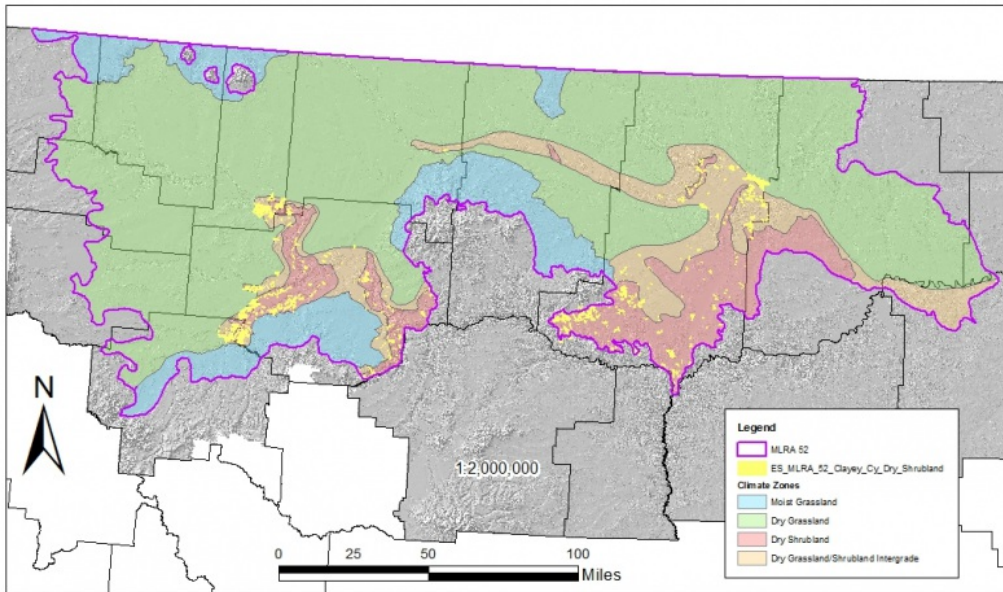 N
1:2,000,000
0 25 50 100
Miles
Legend
MLRA 52
ES_MLRA_52_Clayey_Cy_Dry_Shrubland
Climate Zones
Moist Grassland
Dry Grassland
Dry Shrubland
Dry Grassland/Shrubland Intergrade